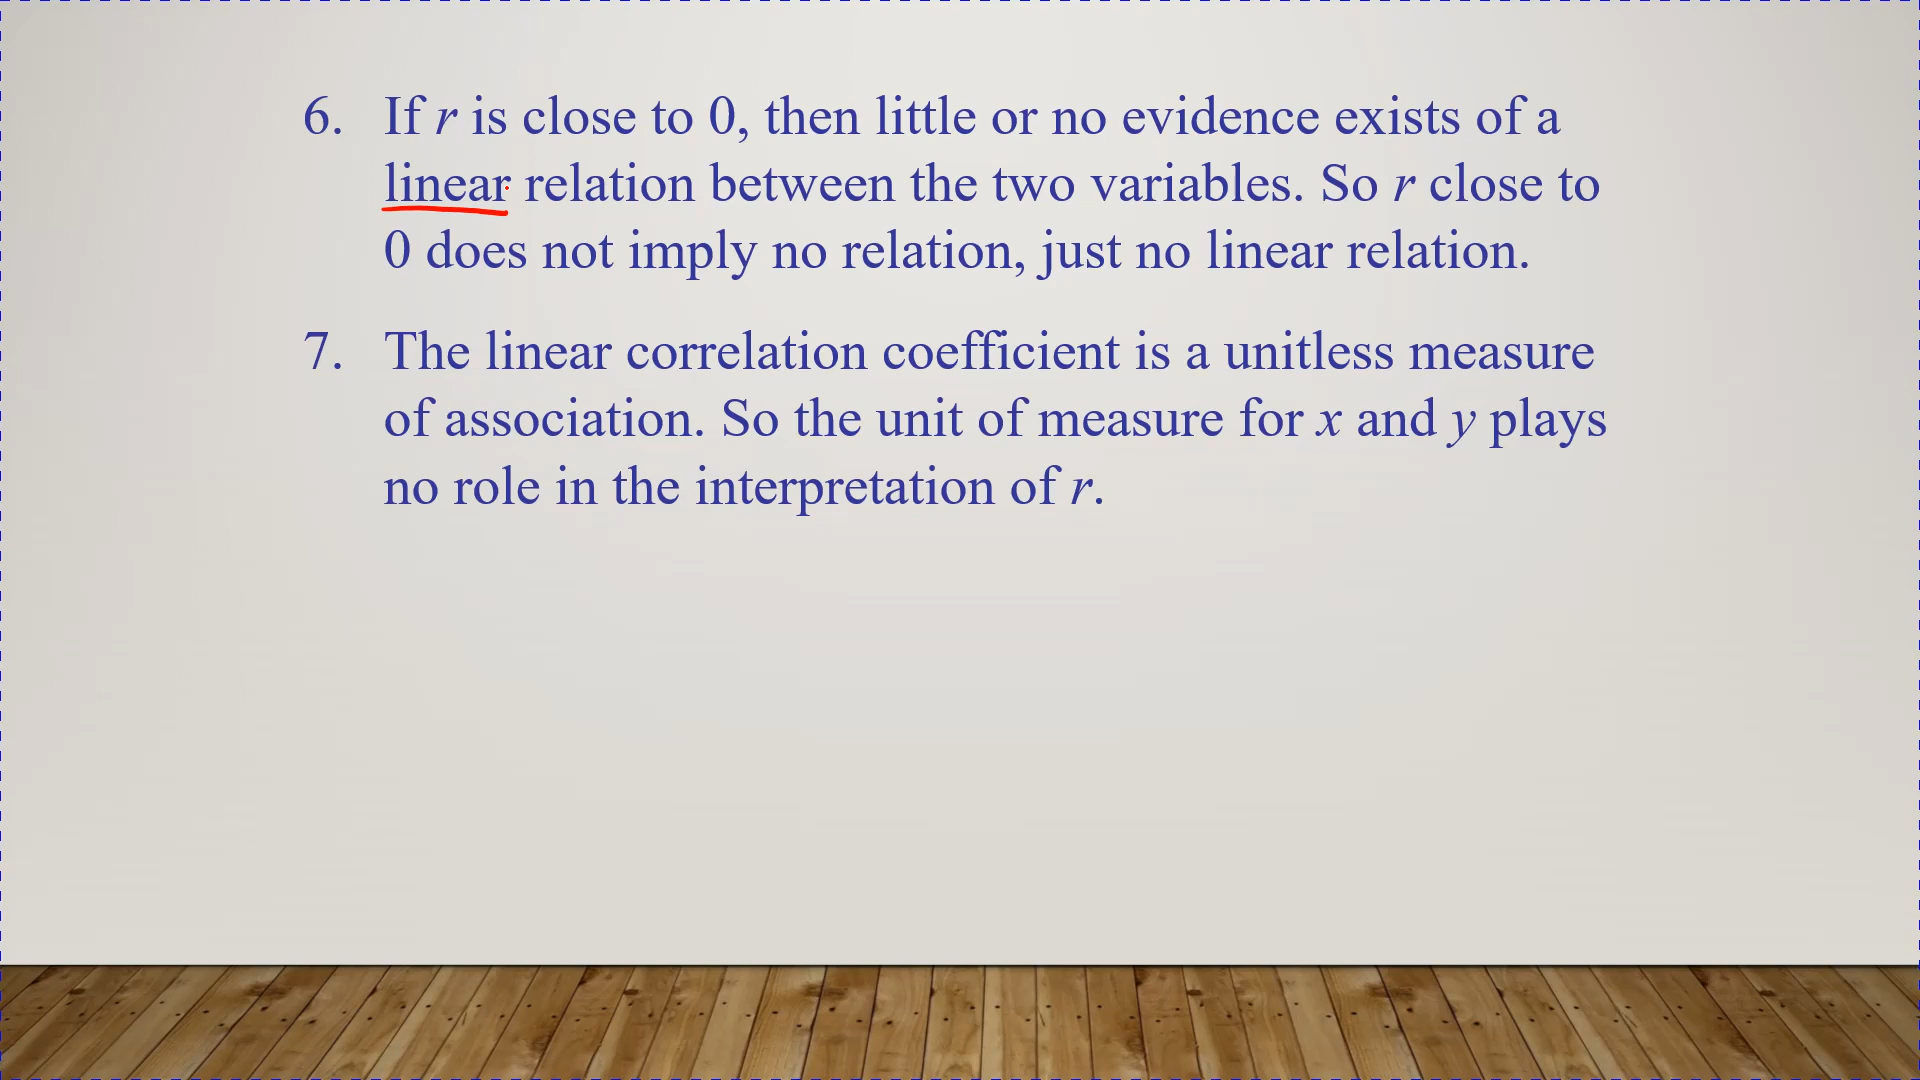 6. If r is close to 0, then little or no evidence exists of a
linear relation between the two variables. So r close to
0 does not imply no relation, just no linear relation.
7. The linear correlation coefficient is a unitless measure
of association. So the unit of measure for x and y plays
no role in the interpretation of r.